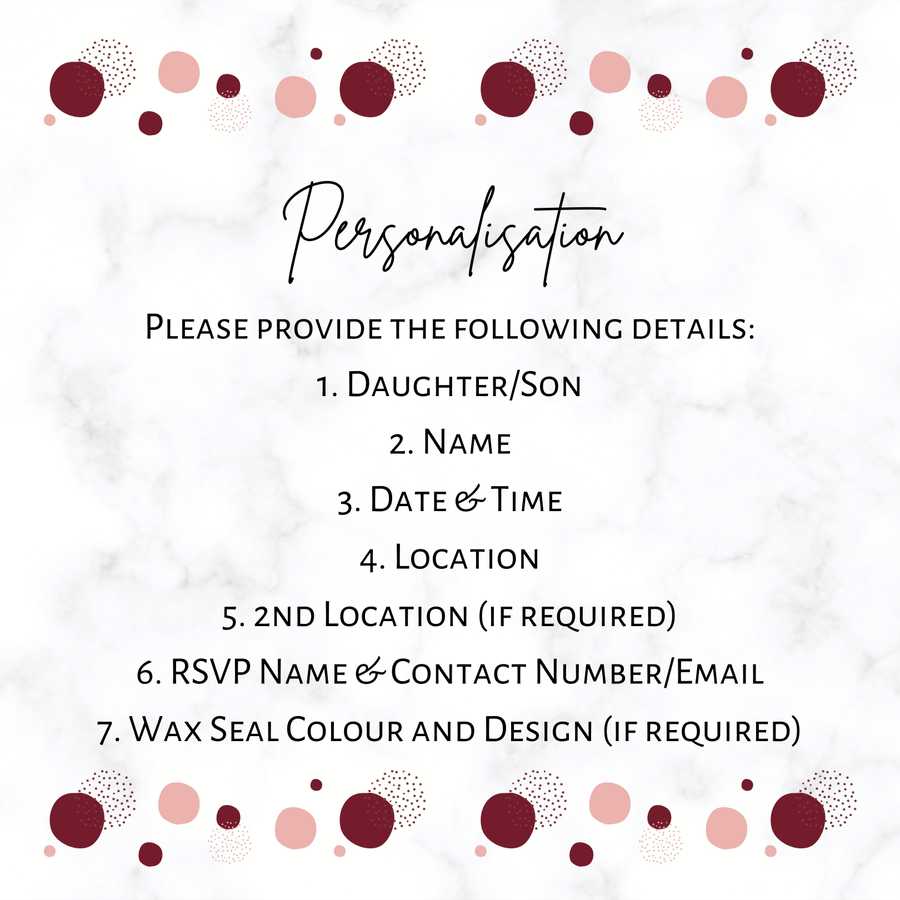 Personalisation
Please provide the following details:
1. Daughter/Son
2. Name
3. Date & Time
4. Location
5. 2nd Location (if required)
6. RSVP Name & Contact Number/Email
7. Wax Seal Colour and Design (if required)